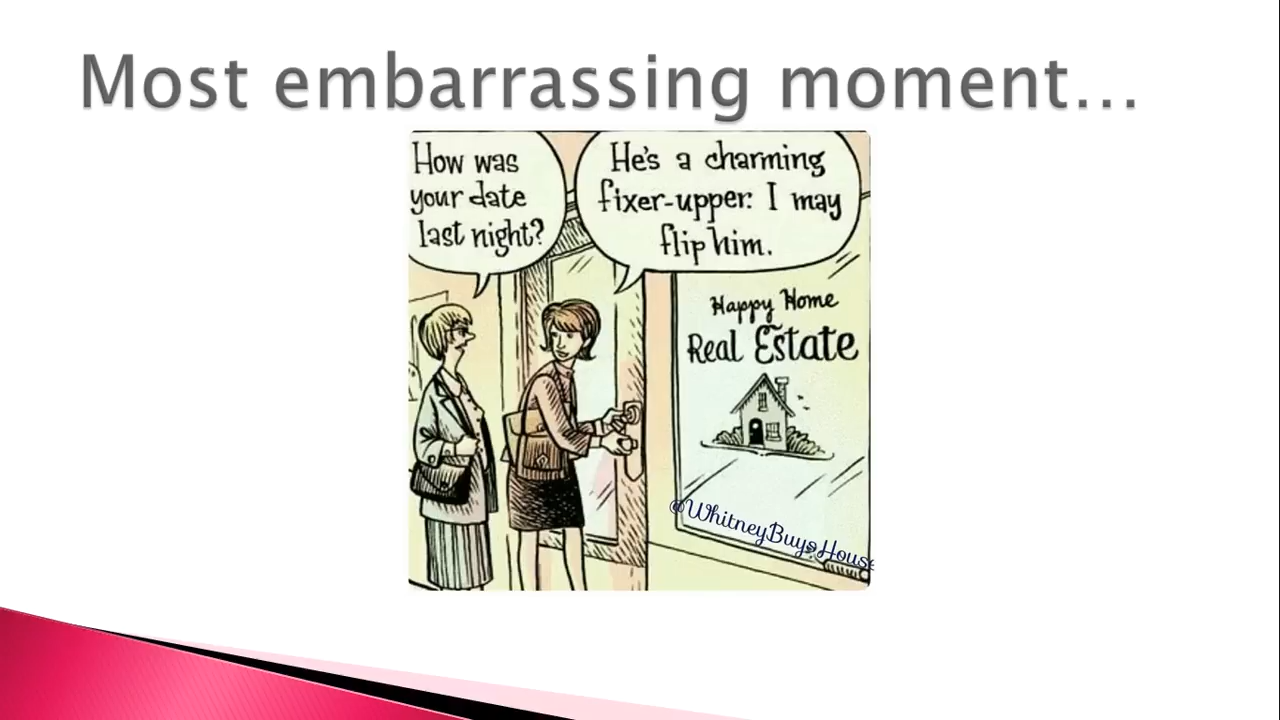 Most embarrassing moment...
How was
your date
last night?
He's a charming
fixer-upper. I may
flip him.
Happy Home
Real Estate
@WhitneyBuysHouse